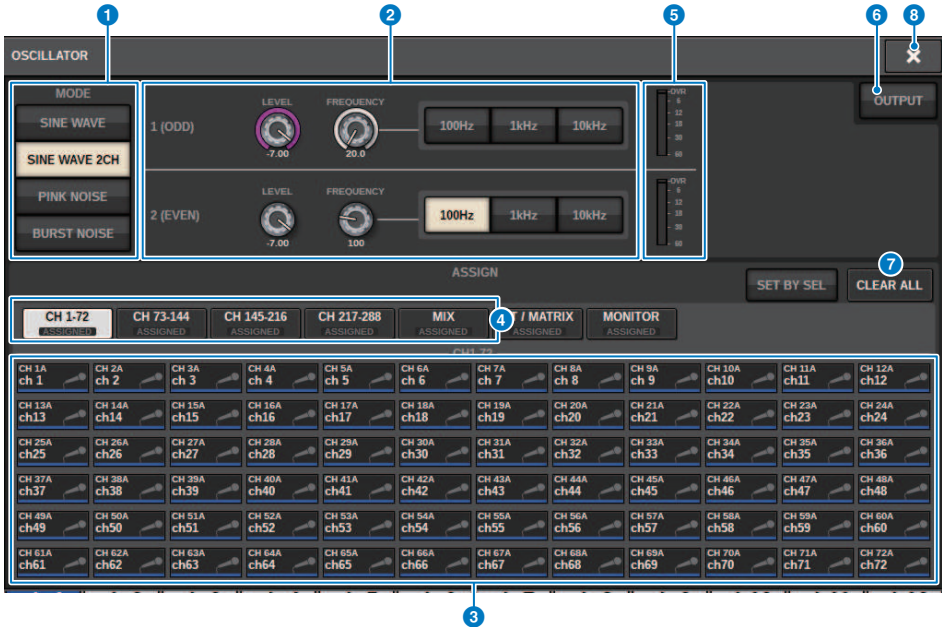 1 2 5 6 8
OSCILLATOR
MODE
SINE WAVE
SINE WAVE 2CH
PINK NOISE
BURST NOISE
1 (ODD)
LEVEL
-7.00
FREQUENCY
20.0
100Hz 1kHz 10kHz
OVR
6
12
18
30
60
2 (EVEN)
LEVEL
-7.00
FREQUENCY
100
100Hz 1kHz 10kHz
OVR
6
12
18
30
60
OUTPUT
ASSIGN
7
SET BY SEL CLEAR ALL
CH 1-72 CH 73-144 CH 145-216 CH 217-288 MIX 4 T / MATRIX MONITOR
ASSIGNED ASSIGNED ASSIGNED ASSIGNED ASSIGNED ASSIGNED ASSIGNED
CH1-72
CH 1A CH 2A CH 3A CH 4A CH 5A CH 6A CH 7A CH 8A CH 9A CH 10A CH 11A CH 12A
ch 1 ch 2 ch 3 ch 4 ch 5 ch 6 ch 7 ch 8 ch 9 ch10 ch11 ch12
CH 13A CH 14A CH 15A CH 16A CH 17A CH 18A CH 19A CH 20A CH 21A CH 22A CH 23A CH 24A
ch13 ch14 ch15 ch16 ch17 ch18 ch19 ch20 ch21 ch22 ch23 ch24
CH 25A CH 26A CH 27A CH 28A CH 29A CH 30A CH 31A CH 32A CH 33A CH 34A CH 35A CH 36A
ch25 ch26 ch27 ch28 ch29 ch30 ch31 ch32 ch33 ch34 ch35 ch36
CH 37A CH 38A CH 39A CH 40A CH 41A CH 42A CH 43A CH 44A CH 45A CH 46A CH 47A CH 48A
ch37 ch38 ch39 ch40 ch41 ch42 ch43 ch44 ch45 ch46 ch47 ch48
CH 49A CH 50A CH 51A CH 52A CH 53A CH 54A CH 55A CH 56A CH 57A CH 58A CH 59A CH 60A
ch49 ch50 ch51 ch52 ch53 ch54 ch55 ch56 ch57 ch58 ch59 ch60
CH 61A CH 62A CH 63A CH 64A CH 65A CH 66A CH 67A CH 68A CH 69A CH 70A CH 71A CH 72A
ch61 ch62 ch63 ch64 ch65 ch66 ch67 ch68 ch69 ch70 ch71 ch72
3